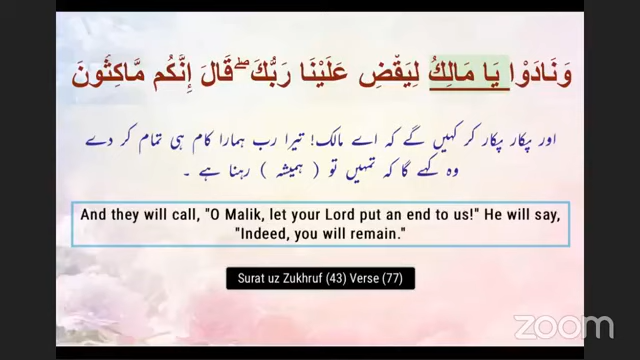 وَنَادَوْا يَا مَالِكُ لِيَقْضِ عَلَيْنَا رَبُّكَ ۖ قَالَ إِنَّكُم مَّاكِثُونَ
اور پکار پکار کر کہیں گے کہ اے مالک! تیرا رب ہمارا کام ہی تمام کر دے
وہ کہے گا کہ تمہیں تو ( ہمیشہ ) رہنا ہے ۔
And they will call, "O Malik, let your Lord put an end to us!" He will say,
"Indeed, you will remain."
Surat uz Zukhruf (43) Verse (77)
zoom